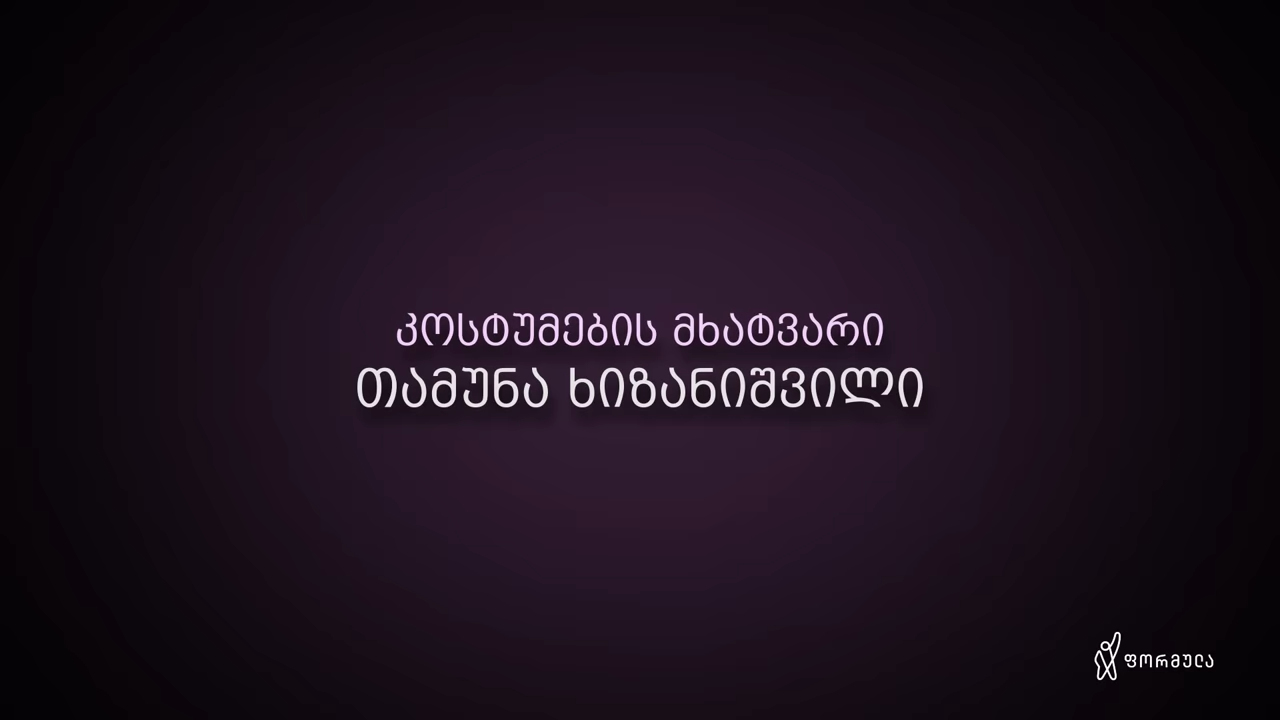 კოსტუმების მხატვარი
თამუნა ხიზანიშვილი
ფორმულა